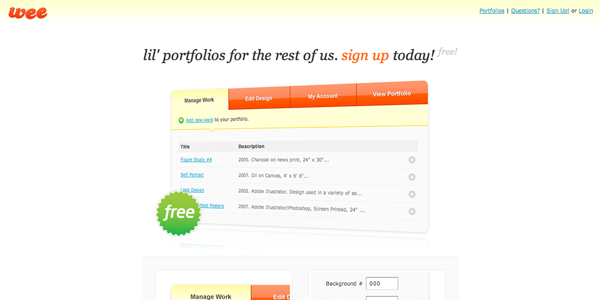 wee
Portfolios | Questions? | Sign Up! or Login
lil' portfolios for the rest of us. sign up today! free!
Manage Work Edit Design My Account View Portfolio
Add new work to your portfolio.
Title Description
Figure Study #4 2005. Charcoal on news print, 24" x 30"...
Self Portrait 2007. Oil on Canvas, 4' x 6' 6"...
Logo Design 2002. Adobe Illustrator. Design used in a variety of se...
Posters 2007. Adobe Illustrator/Photoshop, Screen Printed, 24" ...
free
Manage Work Edit D
Background # 000